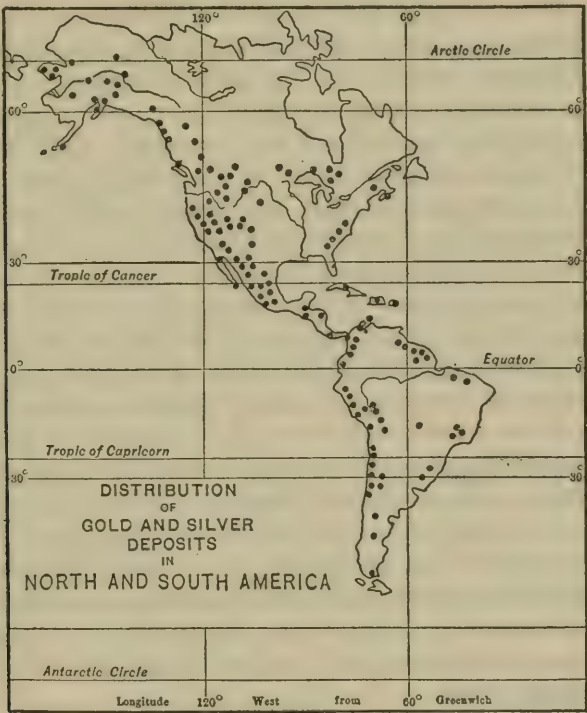 120° 60°
Arctic Circle
60° 60°
30° 30°
Tropic of Cancer
Equator
0° 0°
Tropic of Capricorn
30° 30°
DISTRIBUTION
OF
GOLD AND SILVER
DEPOSITS
IN
NORTH AND SOUTH AMERICA
Antarctic Circle
Longitude 120° West from 60° Greenwich